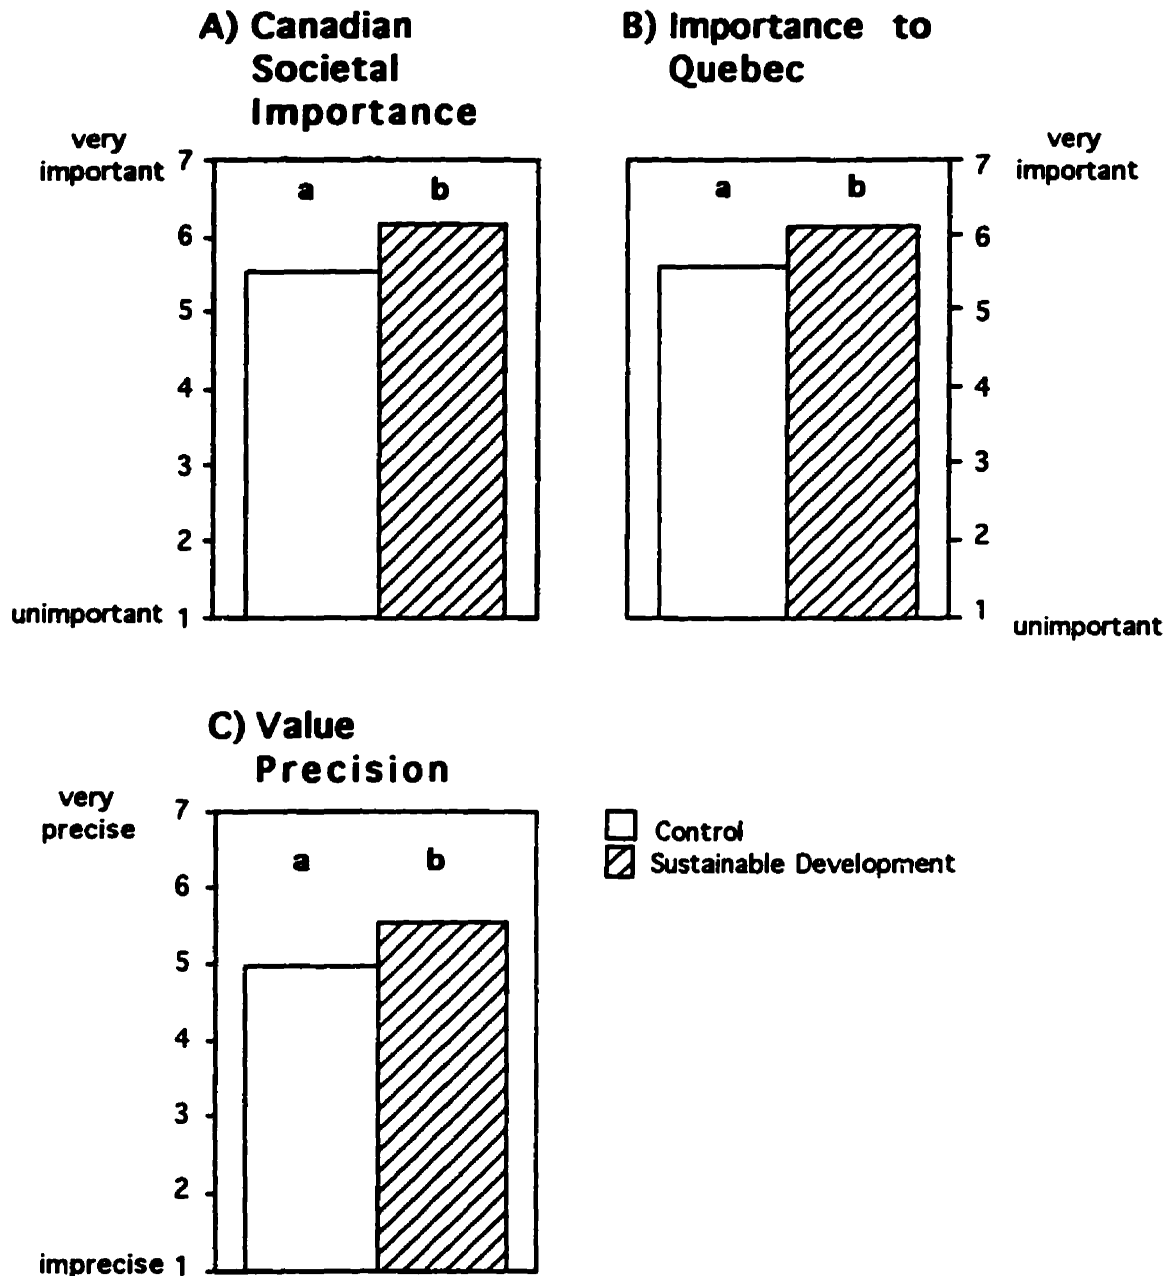 A) Canadian
Societal
Importance
very
important
7
a
b
6
5
4
3
2
unimportant 1
B) Importance to
Quebec
very
important
7
a
b
6
5
4
3
2
1
unimportant
C) Value
Precision
very
precise
7
a
b
6
5
4
3
2
imprecise 1
Control
Sustainable Development